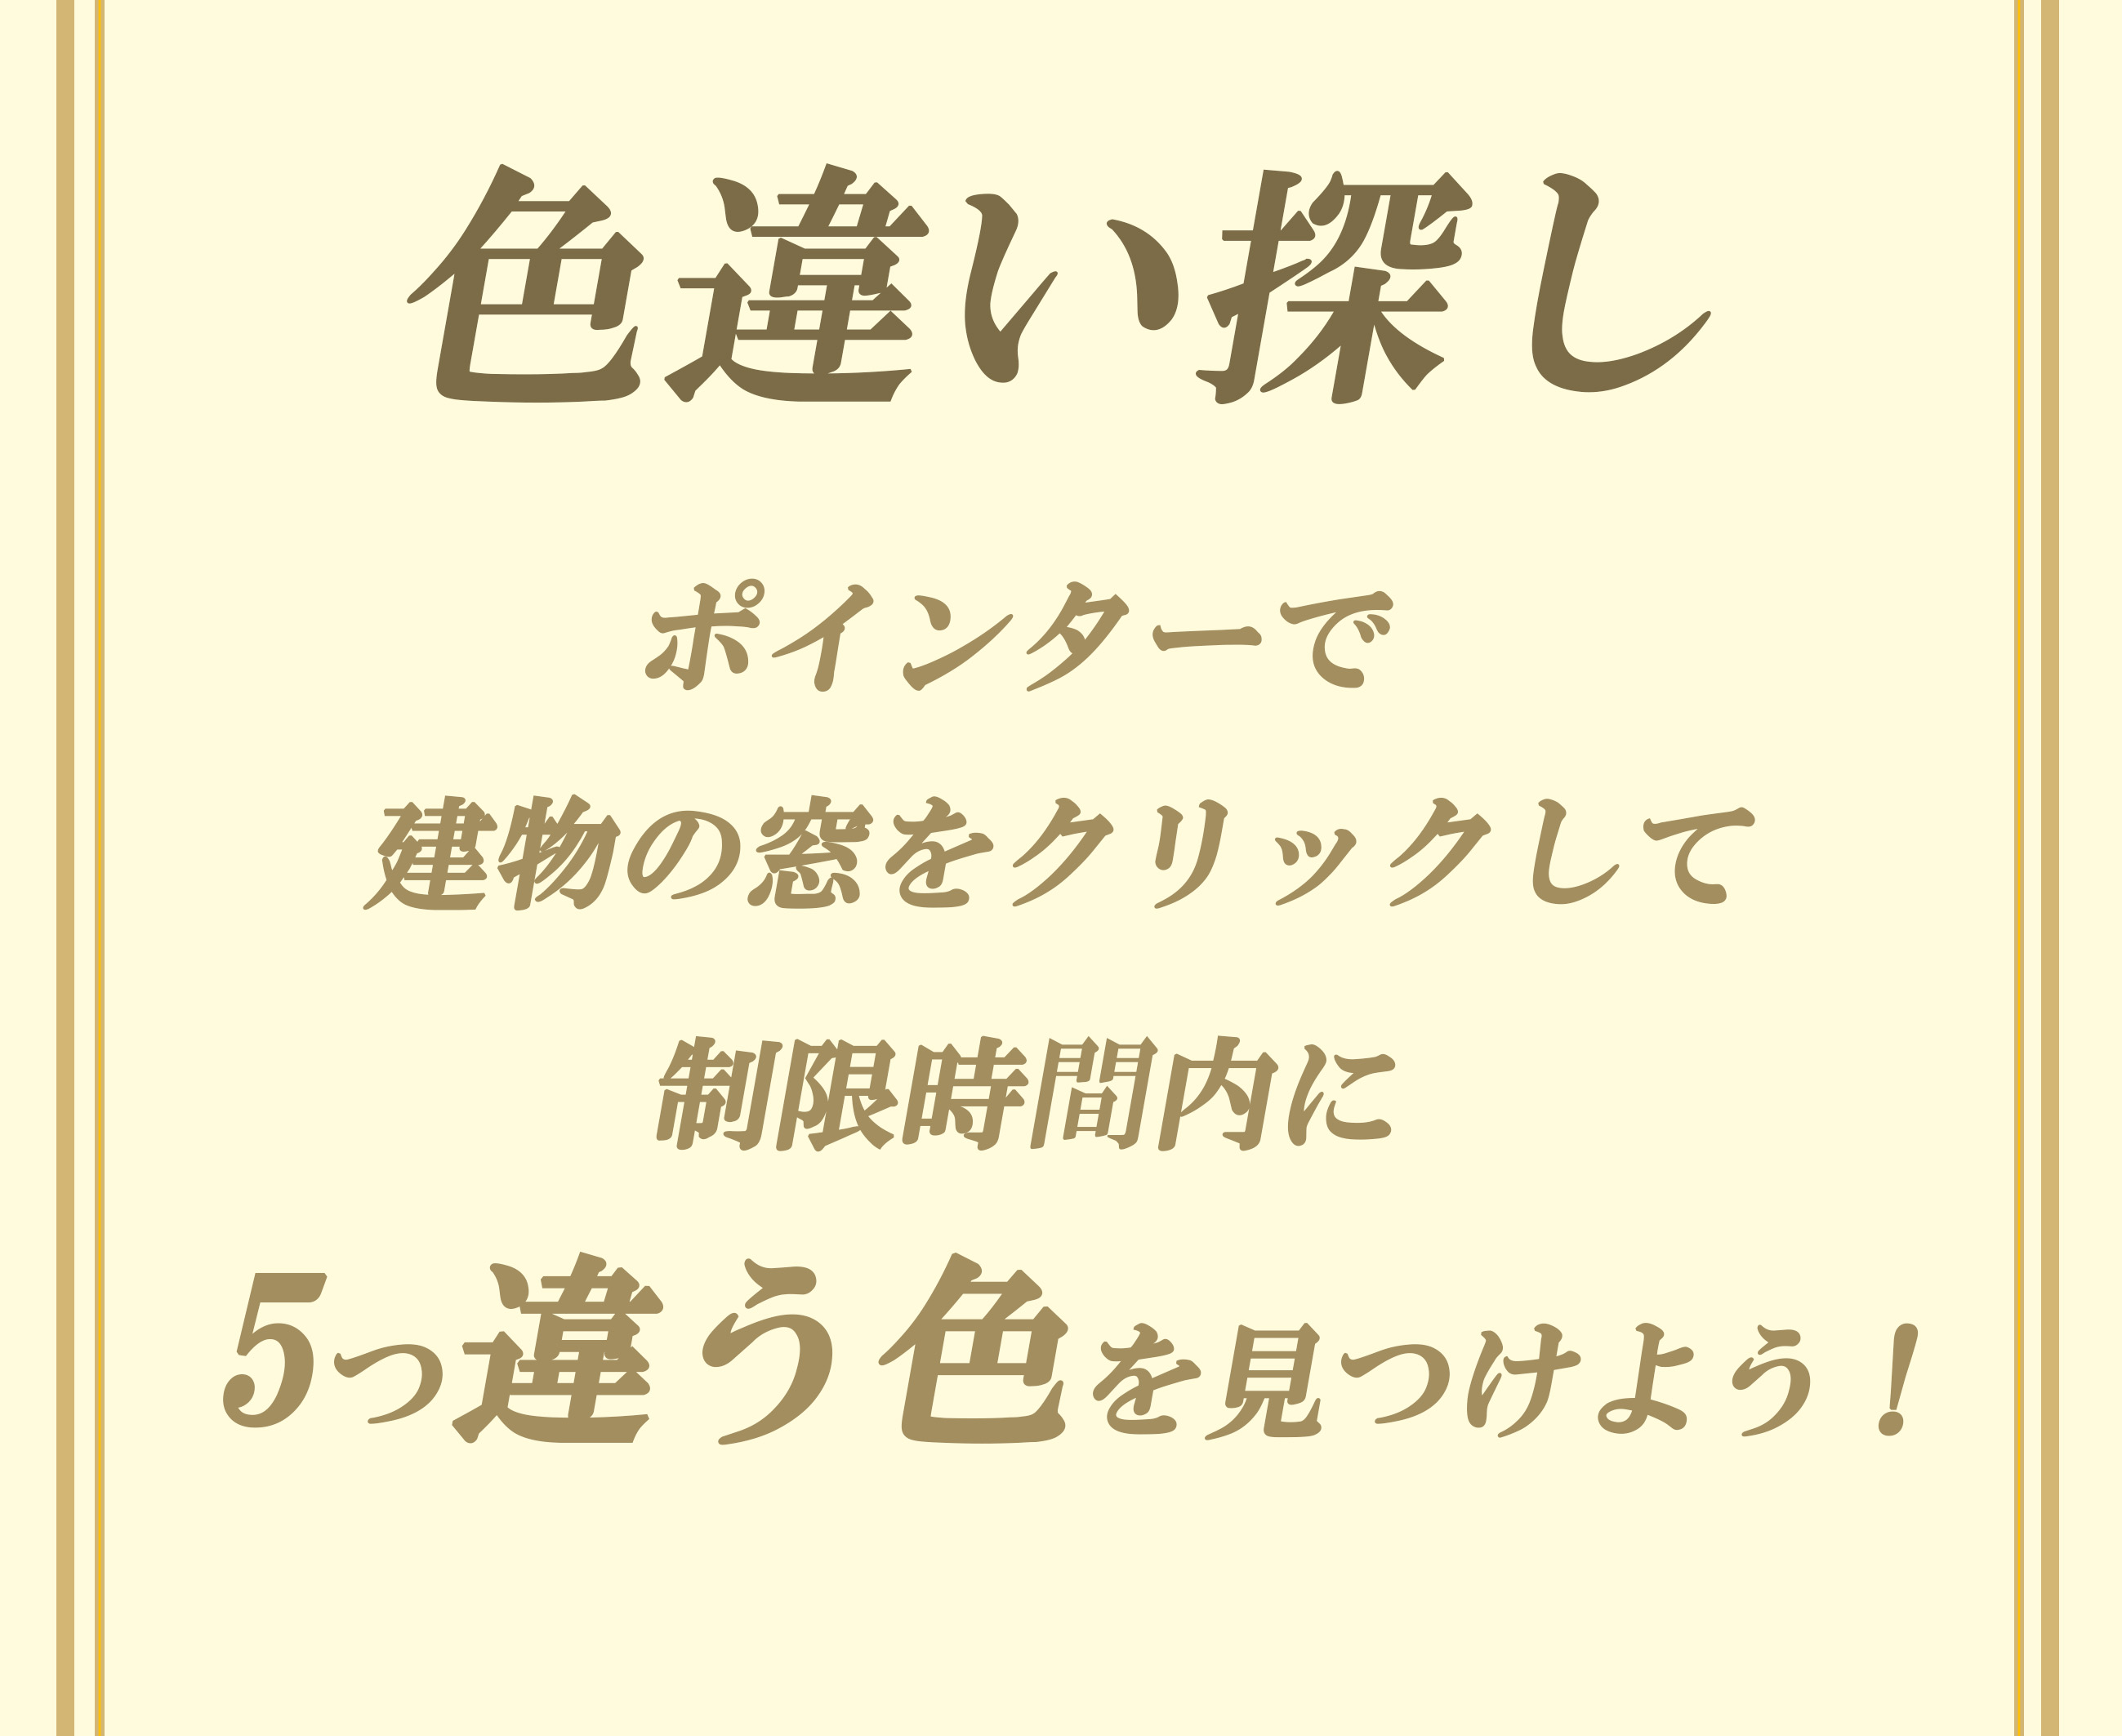 色違い探し
ポインターで
建物の窓をクリックして
制限時間内に
5つ違う色を見つけよう！